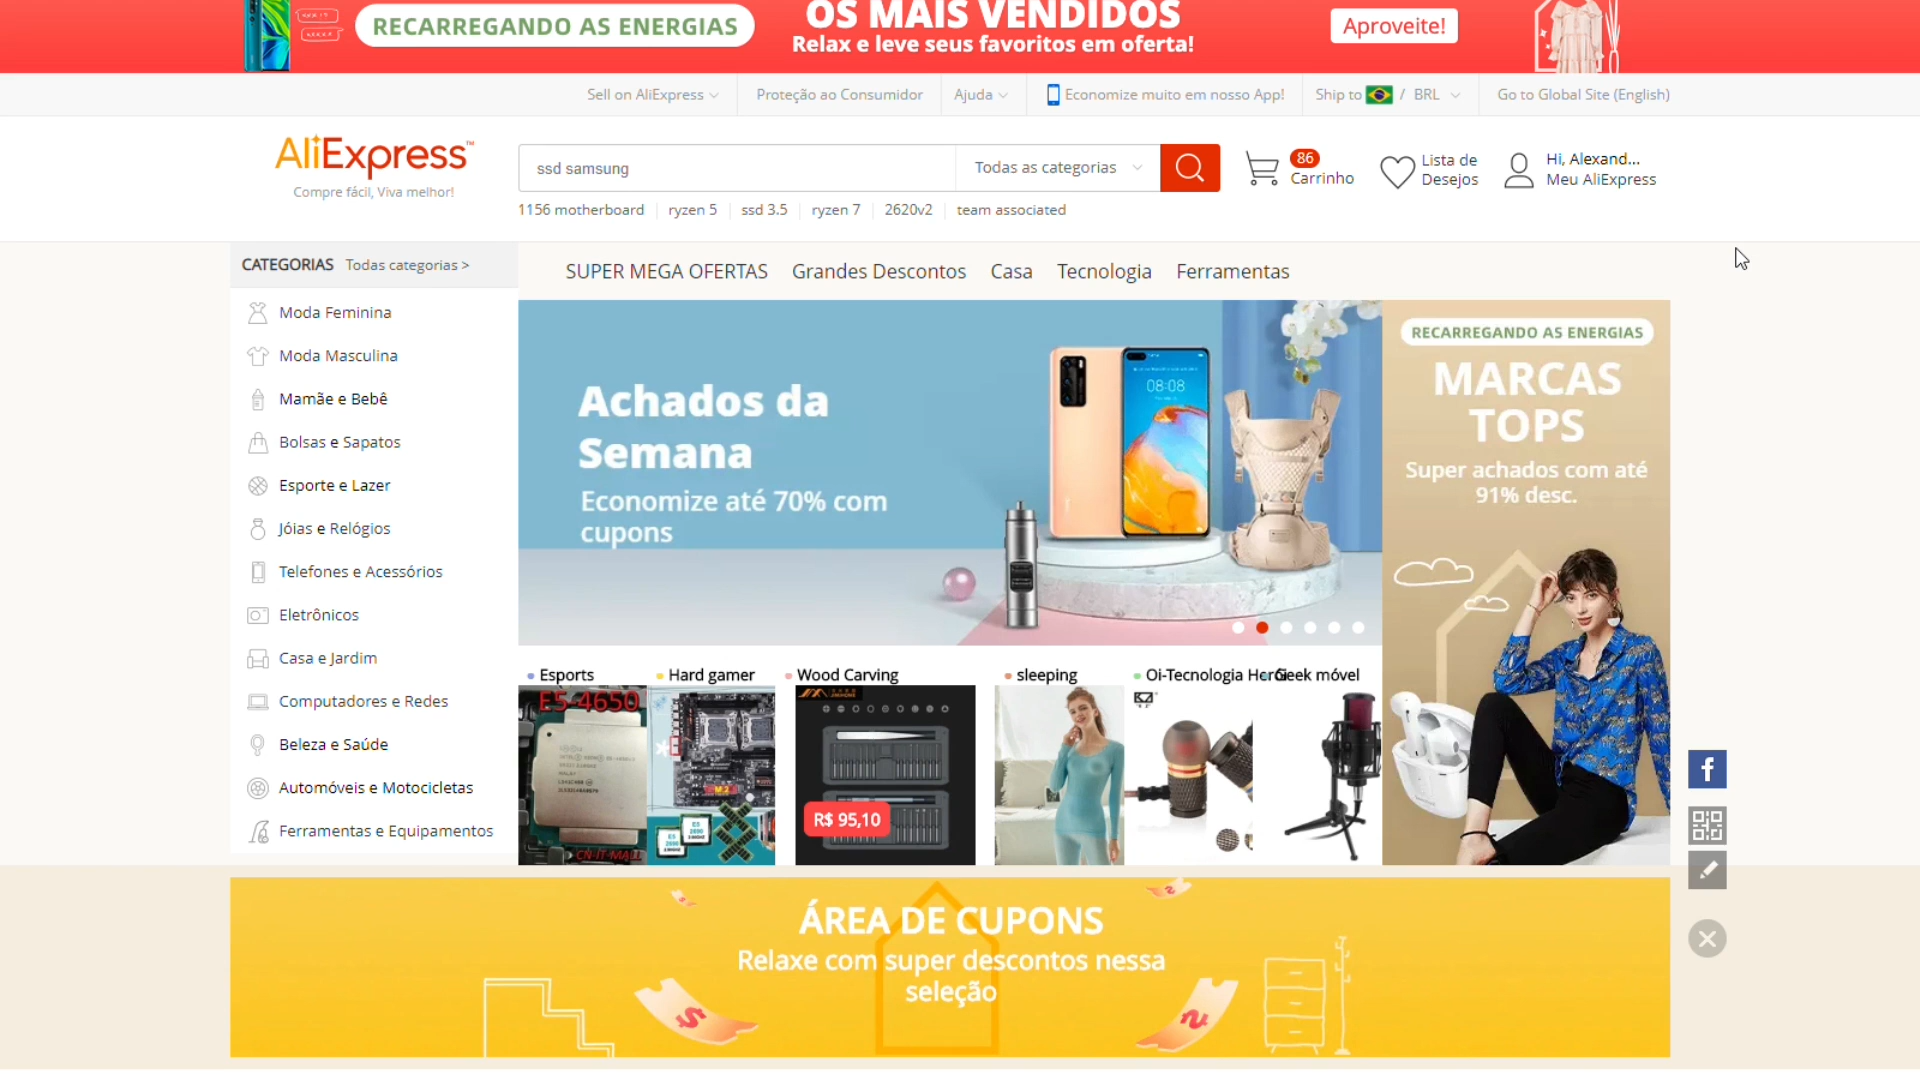 RECARREGANDO AS ENERGIAS
OS MAIS VENDIDOS
Relax e leve seus favoritos em oferta!
Aproveite!
Sell on AliExpress
Proteção ao Consumidor
Ajuda
Economize muito em nosso App!
Ship to / BRL
Go to Global Site (English)
AliExpress™
Compre fácil, Viva melhor!
ssd samsung
Todas as categorias
86
Carrinho
Lista de
Desejos
Hi, Alexand...
Meu AliExpress
1156 motherboard
ryzen 5
ssd 3.5
ryzen 7
2620v2
team associated
CATEGORIAS
Todas categorias >
SUPER MEGA OFERTAS
Grandes Descontos
Casa
Tecnologia
Ferramentas
Moda Feminina
Moda Masculina
Mamãe e Bebê
Bolsas e Sapatos
Esporte e Lazer
Jóias e Relógios
Telefones e Acessórios
Eletrônicos
Casa e Jardim
Computadores e Redes
Beleza e Saúde
Automóveis e Motocicletas
Ferramentas e Equipamentos
Achados da
Semana
Economize até 70% com
cupons
08:08
RECARREGANDO AS ENERGIAS
MARCAS
TOPS
Super achados com até
91% desc.
Esports
Hard gamer
Wood Carving
sleeping
Oi-Tecnologia Herói
Geek móvel
E5-4650
CN-IT-MALL
M.2
R$ 95,10
ÁREA DE CUPONS
Relaxe com super descontos nessa
seleção